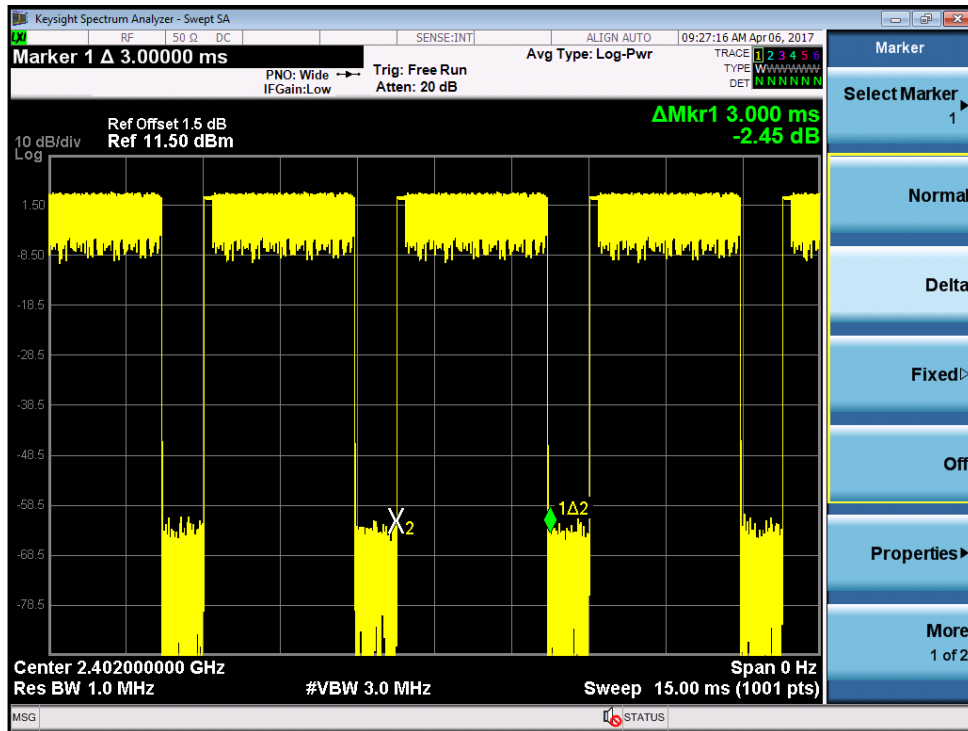 Keysight Spectrum Analyzer - Swept SA
LXI RF 50 Ω DC SENSE:INT ALIGN AUTO 09:27:16 AM Apr 06, 2017
Marker 1 Δ 3.00000 ms
PNO: Wide
IFGain:Low
Trig: Free Run
Atten: 20 dB
Avg Type: Log-Pwr
TRACE 1 2 3 4 5 6
TYPE WWWWWW
DET N N N N N N
ΔMkr1 3.000 ms
-2.45 dB
Ref Offset 1.5 dB
10 dB/div Ref 11.50 dBm
Log
1.50
-8.50
-18.5
-28.5
-38.5
-48.5
-58.5
-68.5
-78.5
X2
1Δ2
Center 2.402000000 GHz Span 0 Hz
Res BW 1.0 MHz #VBW 3.0 MHz Sweep 15.00 ms (1001 pts)
MSG STATUS
Marker
Select Marker
1
Normal
Delta
Fixed
Off
Properties
More
1 of 2